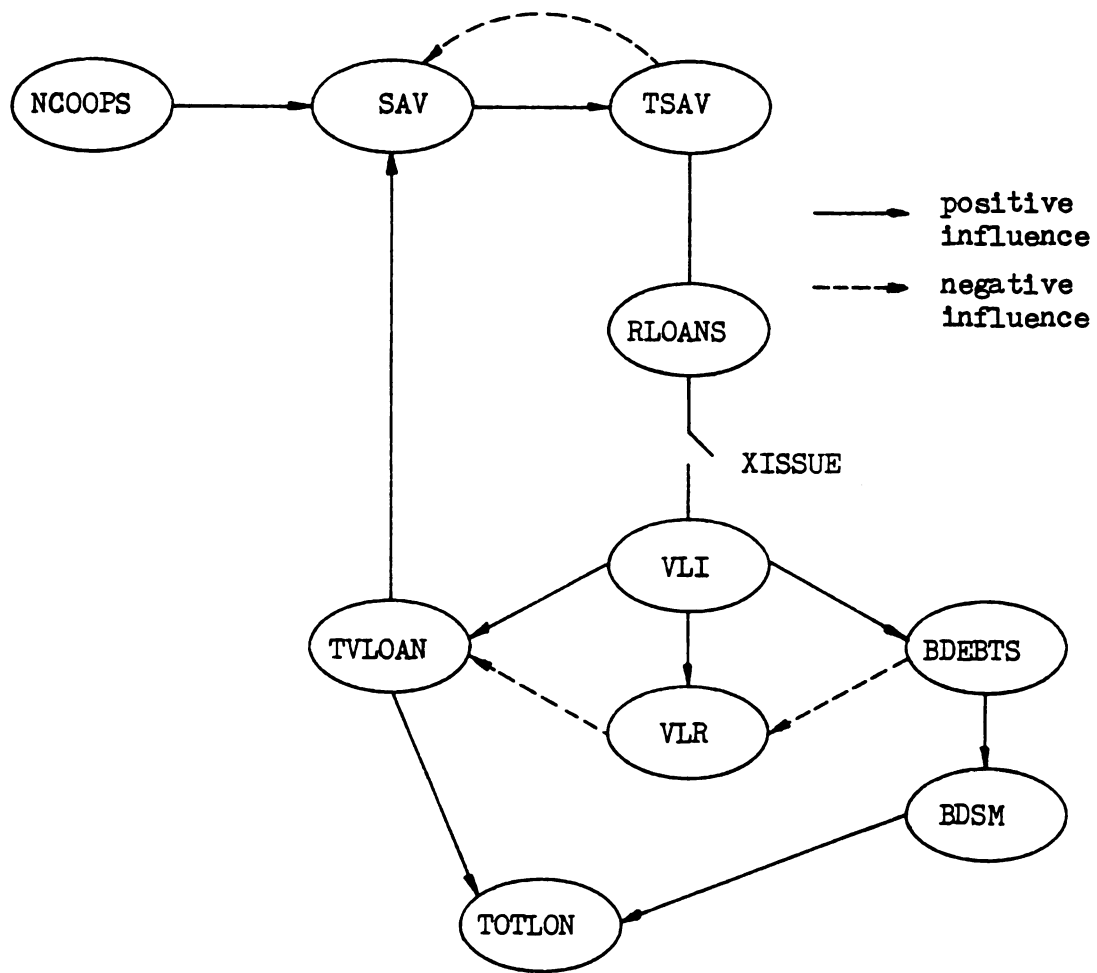 NCOOPS
SAV
TSAV
positive
influence
negative
influence
RLOANS
XISSUE
VLI
TVLOAN
BDEBTS
VLR
BDSM
TOTLON